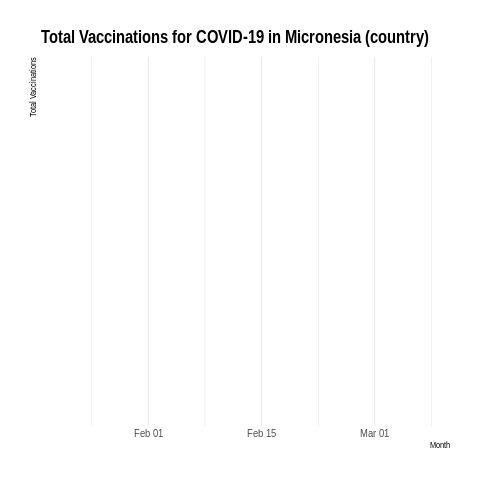 Total Vaccinations for COVID-19 in Micronesia (country)
Total Vaccinations
Feb 01
Feb 15
Mar 01
Month